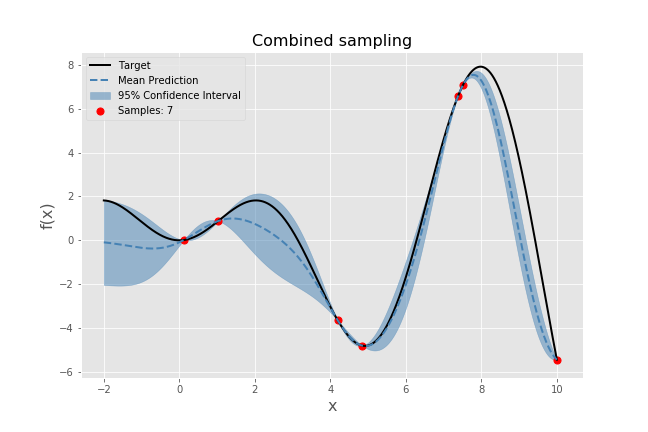 Combined sampling
Target
Mean Prediction
95% Confidence Interval
Samples: 7
f(x)
8
6
4
2
0
−2
−4
−6
−2
0
2
4
6
8
10
x